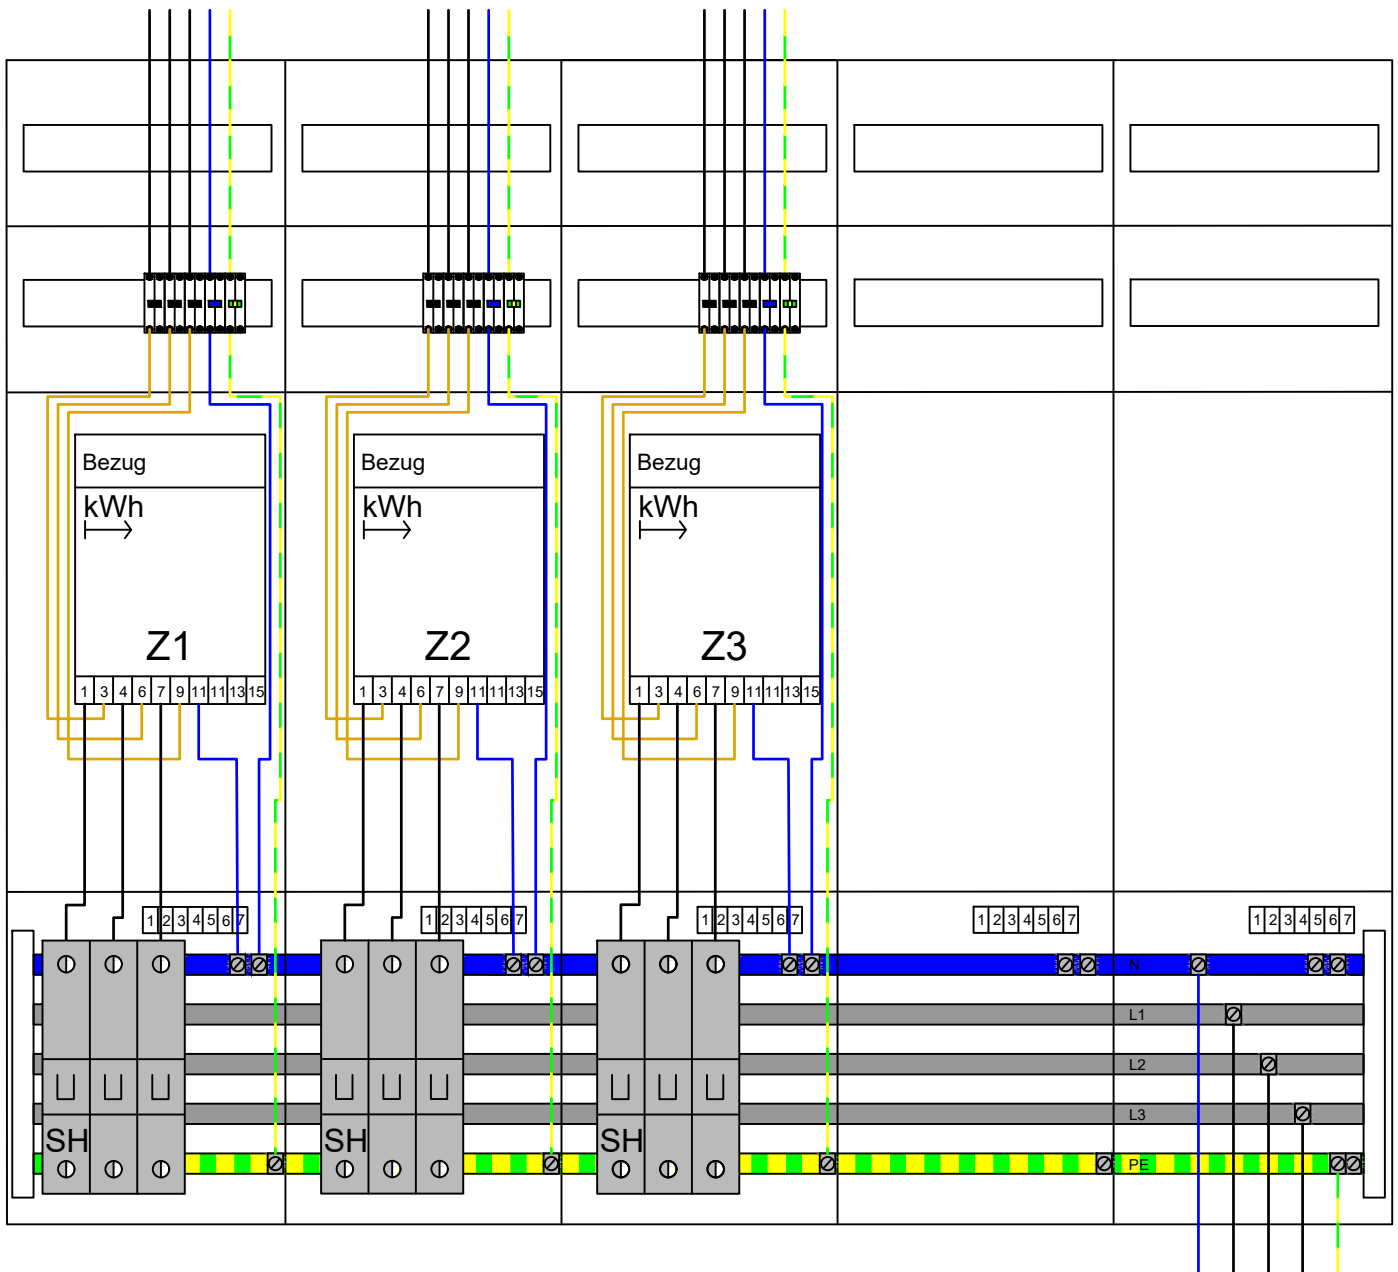 Bezug Bezug Bezug
kWh kWh kWh
Z1 Z2 Z3
1 3 4 6 7 9 11 11 13 15 1 3 4 6 7 9 11 11 13 15 1 3 4 6 7 9 11 11 13 15
1 2 3 4 5 6 7 1 2 3 4 5 6 7 1 2 3 4 5 6 7 1 2 3 4 5 6 7 1 2 3 4 5 6 7
N
L1
L2
L3
SH SH SH
PE